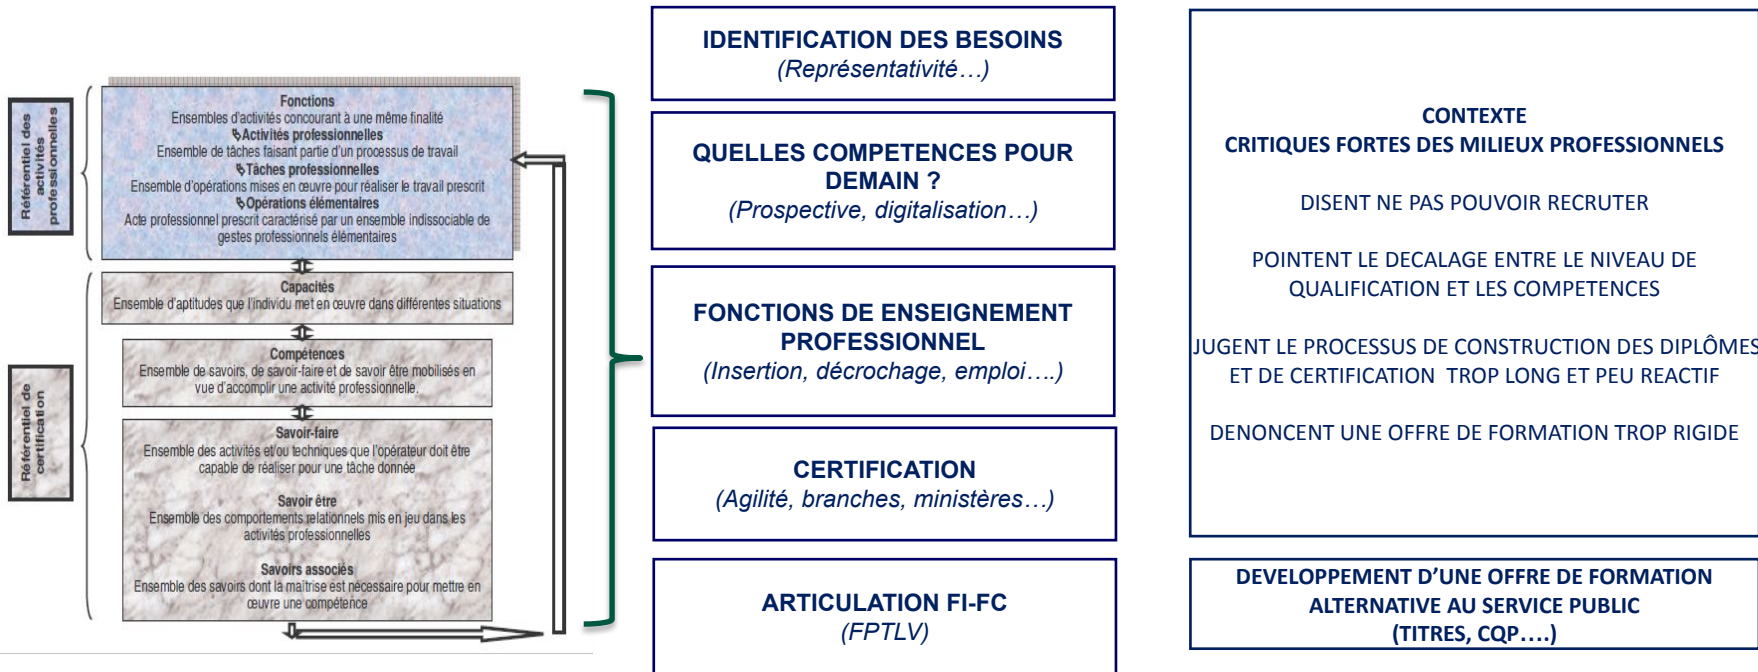 Référentiel des
activités
professionnelles
Fonctions
Ensembles d'activités concourant à une même finalité
Activités professionnelles
Ensemble de tâches faisant partie d'un processus de travail
Tâches professionnelles
Ensemble d'opérations mises en œuvre pour réaliser le travail prescrit
Opérations élémentaires
Acte professionnel prescrit caractérisé par un ensemble indissociable de
gestes professionnels élémentaires
Référentiel de
certification
Capacités
Ensemble d'aptitudes que l'individu met en œuvre dans différentes situations
Compétences
Ensemble de savoirs, de savoir-faire et de savoir être mobilisés en
vue d'accomplir une activité professionnelle.
Savoir-faire
Ensemble des activités et/ou techniques que l'opérateur doit être
capable de réaliser pour une tâche donnée
Savoir être
Ensemble des comportements relationnels mis en jeu dans les
activités professionnelles
Savoirs associés
Ensemble des savoirs dont la maîtrise est nécessaire pour mettre en
œuvre une compétence
IDENTIFICATION DES BESOINS
(Représentativité…)
QUELLES COMPETENCES POUR
DEMAIN ?
(Prospective, digitalisation…)
FONCTIONS DE ENSEIGNEMENT
PROFESSIONNEL
(Insertion, décrochage, emploi….)
CERTIFICATION
(Agilité, branches, ministères…)
ARTICULATION FI-FC
(FPTLV)
CONTEXTE
CRITIQUES FORTES DES MILIEUX PROFESSIONNELS
DISENT NE PAS POUVOIR RECRUTER
POINTENT LE DECALAGE ENTRE LE NIVEAU DE
QUALIFICATION ET LES COMPETENCES
JUGENT LE PROCESSUS DE CONSTRUCTION DES DIPLÔMES
ET DE CERTIFICATION TROP LONG ET PEU REACTIF
DENONCENT UNE OFFRE DE FORMATION TROP RIGIDE
DEVELOPPEMENT D'UNE OFFRE DE FORMATION
ALTERNATIVE AU SERVICE PUBLIC
(TITRES, CQP….)